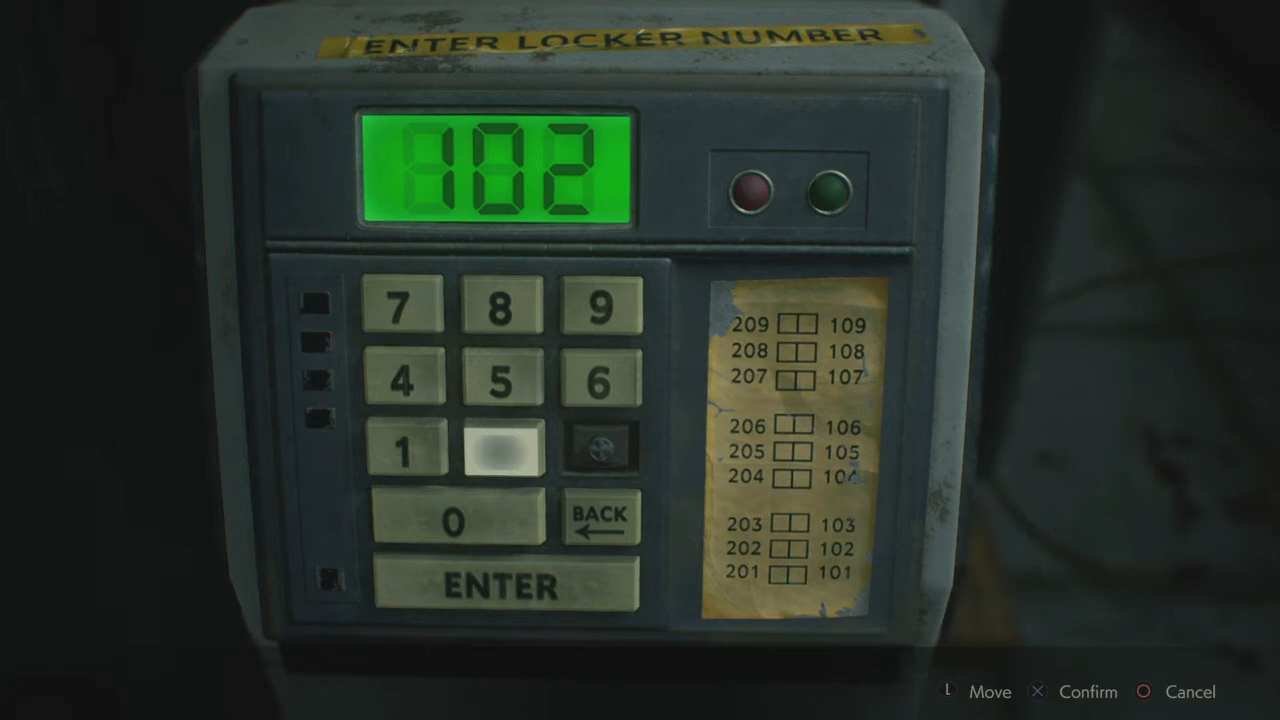 ENTER LOCKER NUMBER
102
7 8 9
4 5 6
1
0 BACK
ENTER
209 109
208 108
207 107
206 106
205 105
204 104
203 103
202 102
201 101
L Move Confirm Cancel